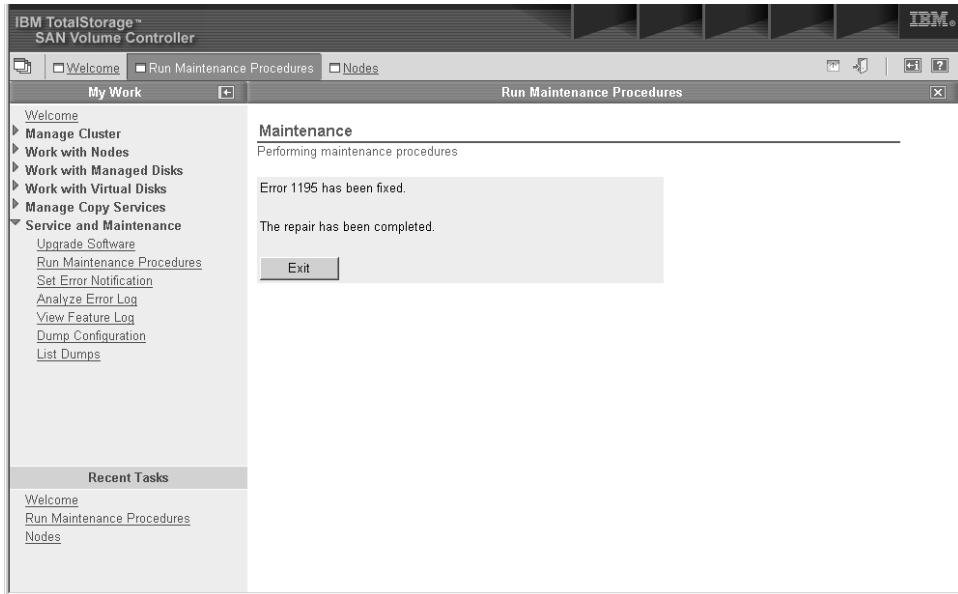 IBM TotalStorage™
SAN Volume Controller
IBM®
Welcome
Run Maintenance Procedures
Nodes
?
My Work
Run Maintenance Procedures
Welcome
Manage Cluster
Work with Nodes
Work with Managed Disks
Work with Virtual Disks
Manage Copy Services
Service and Maintenance
Upgrade Software
Run Maintenance Procedures
Set Error Notification
Analyze Error Log
View Feature Log
Dump Configuration
List Dumps
Recent Tasks
Welcome
Run Maintenance Procedures
Nodes
Maintenance
Performing maintenance procedures
Error 1195 has been fixed.
The repair has been completed.
Exit